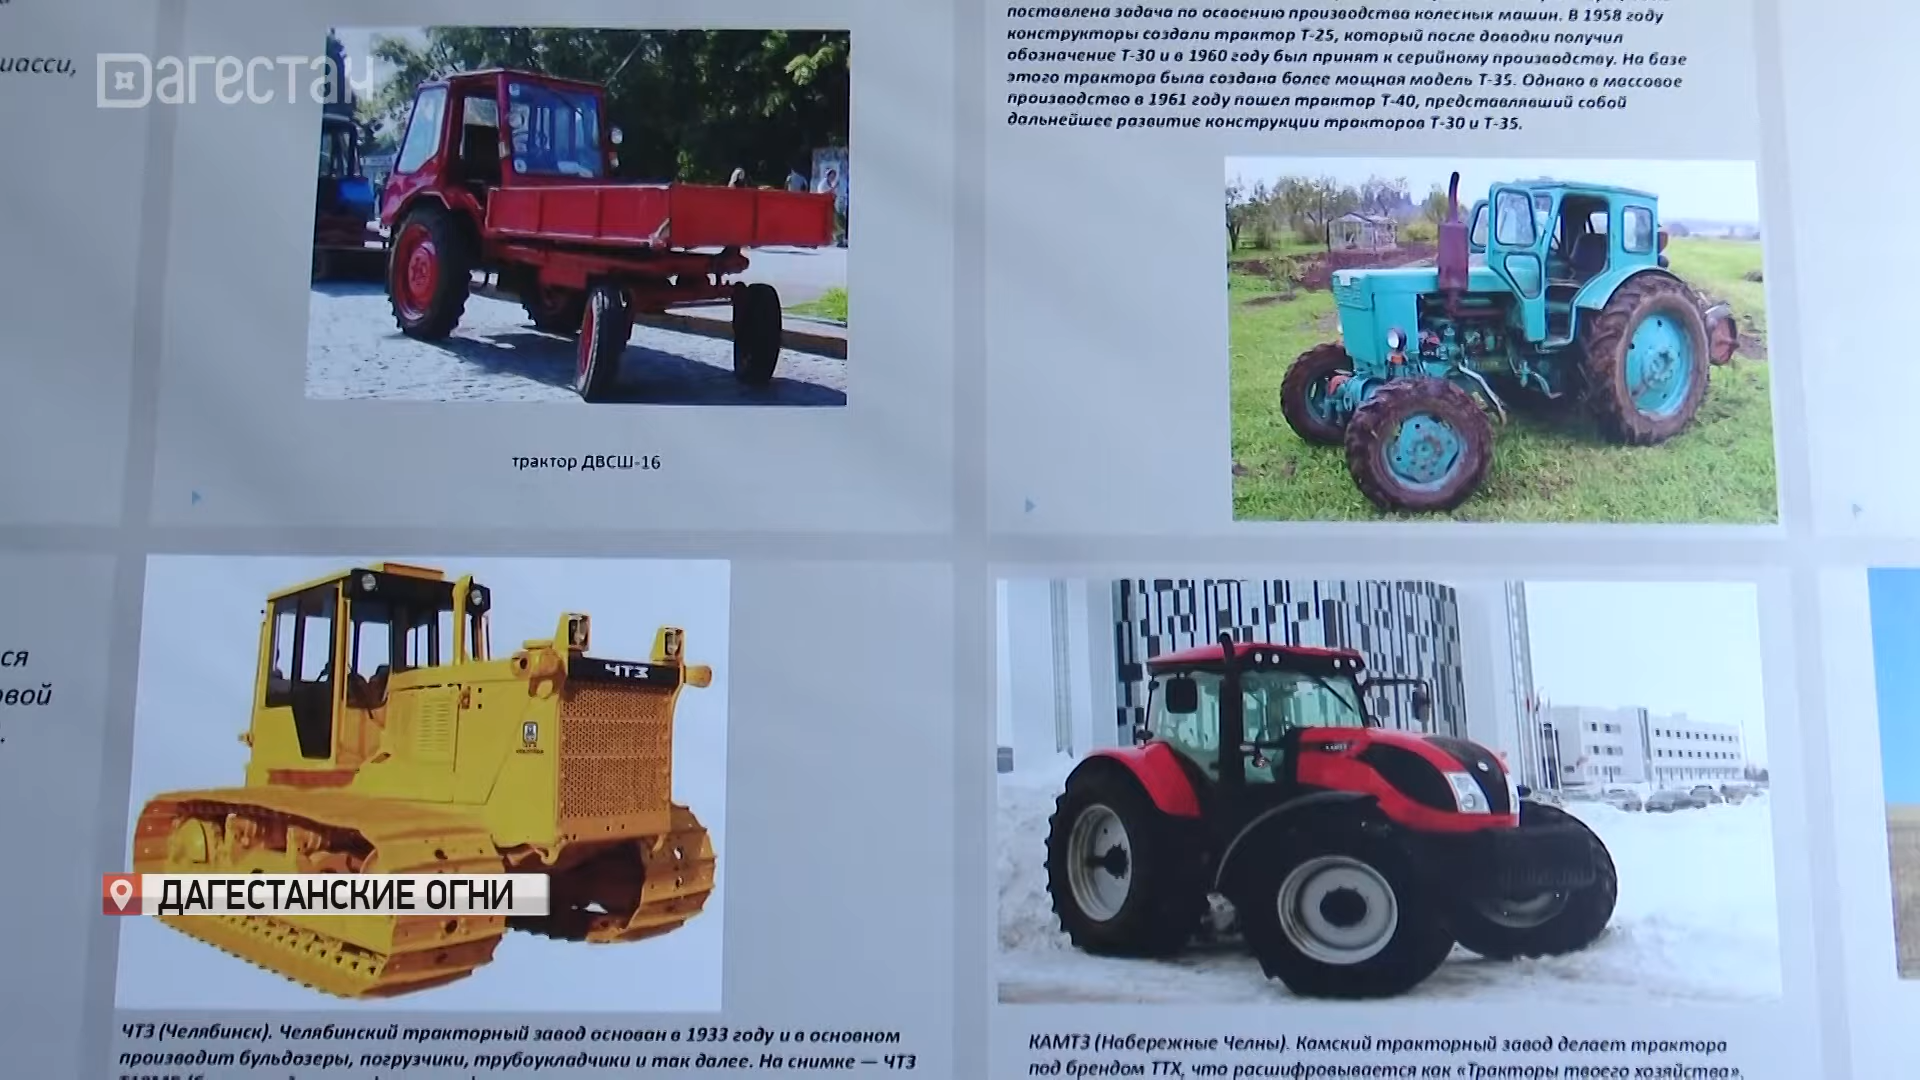 Дагестан
иасси,
поставлена задача по освоению производства колесных машин. В 1958 году
конструкторы создали трактор Т-25, который после доводки получил
обозначение Т-30 и в 1960 году был принят к серийному производству. На базе
этого трактора была создана более мощная модель Т-35. Однако в массовое
производство в 1961 году пошел трактор Т-40, представлявший собой
дальнейшее развитие конструкции тракторов Т-30 и Т-35.
трактор ДВСШ-16
ся
овой
ЧТЗ
ДАГЕСТАНСКИЕ ОГНИ
ЧТЗ (Челябинск). Челябинский тракторный завод основан в 1933 году и в основном
производит бульдозеры, погрузчики, трубоукладчики и так далее. На снимке — ЧТЗ
КАМТЗ (Набережные Челны). Камский тракторный завод делает трактора
под брендом ТТХ, что расшифровывается как «Тракторы твоего хозяйства».